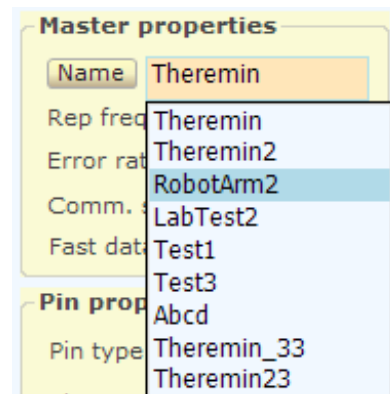 Master properties
Name Theremin
Rep freq Theremin
Error rat Theremin2
RobotArm2
Comm. LabTest2
Fast dat Test1
Test3
Pin prop Abcd
Pin type Theremin_33
Theremin23